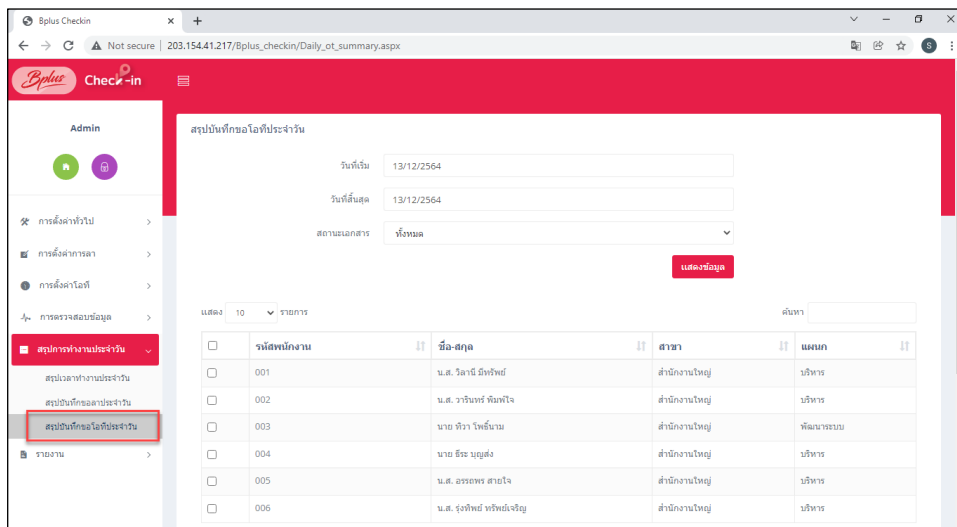 Bplus Checkin
Not secure | 203.154.41.217/Bplus_checkin/Daily_ot_summary.aspx
S
Bplus Check-in
Admin
การตั้งค่าทั่วไป
การตั้งค่าการลา
การตั้งค่าโอที
การตรวจสอบข้อมูล
สรุปการทำงานประจำวัน
สรุปเวลาทำงานประจำวัน
สรุปบันทึกขอลาประจำวัน
สรุปบันทึกขอโอทีประจำวัน
รายงาน
สรุปบันทึกขอโอทีประจำวัน
วันที่เริ่ม 13/12/2564
วันที่สิ้นสุด 13/12/2564
สถานะเอกสาร ทั้งหมด
แสดงข้อมูล
แสดง 10 รายการ ค้นหา
รหัสพนักงาน ชื่อ-สกุล สาขา แผนก
001 น.ส. วิลานี มีทรัพย์ สำนักงานใหญ่ บริหาร
002 น.ส. วารินทร์ พิมพ์ใจ สำนักงานใหญ่ บริหาร
003 นาย ทิวา โพธิ์นาม สำนักงานใหญ่ พัฒนาระบบ
004 นาย ธีระ บุญส่ง สำนักงานใหญ่ บริหาร
005 น.ส. อรรถพร สายใจ สำนักงานใหญ่ บริหาร
006 น.ส. รุ่งทิพย์ ทรัพย์เจริญ สำนักงานใหญ่ บริหาร